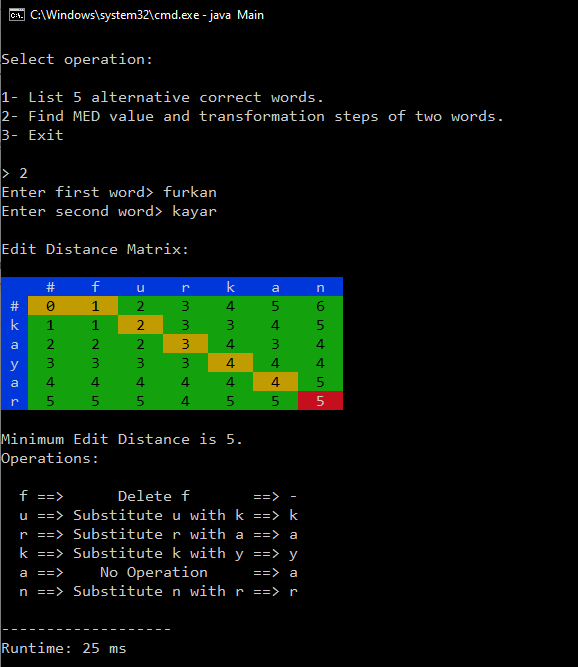 C:\Windows\system32\cmd.exe - java Main
Select operation:
1- List 5 alternative correct words.
2- Find MED value and transformation steps of two words.
3- Exit
> 2
Enter first word> furkan
Enter second word> kayar
Edit Distance Matrix:
# f u r k a n
# 0 1 2 3 4 5 6
k 1 1 2 3 3 4 5
a 2 2 2 3 4 3 4
y 3 3 3 3 4 4 4
a 4 4 4 4 4 4 5
r 5 5 5 4 5 5 5
Minimum Edit Distance is 5.
Operations:
f ==> Delete f ==> -
u ==> Substitute u with k ==> k
r ==> Substitute r with a ==> a
k ==> Substitute k with y ==> y
a ==> No Operation ==> a
n ==> Substitute n with r ==> r
-------------------
Runtime: 25 ms